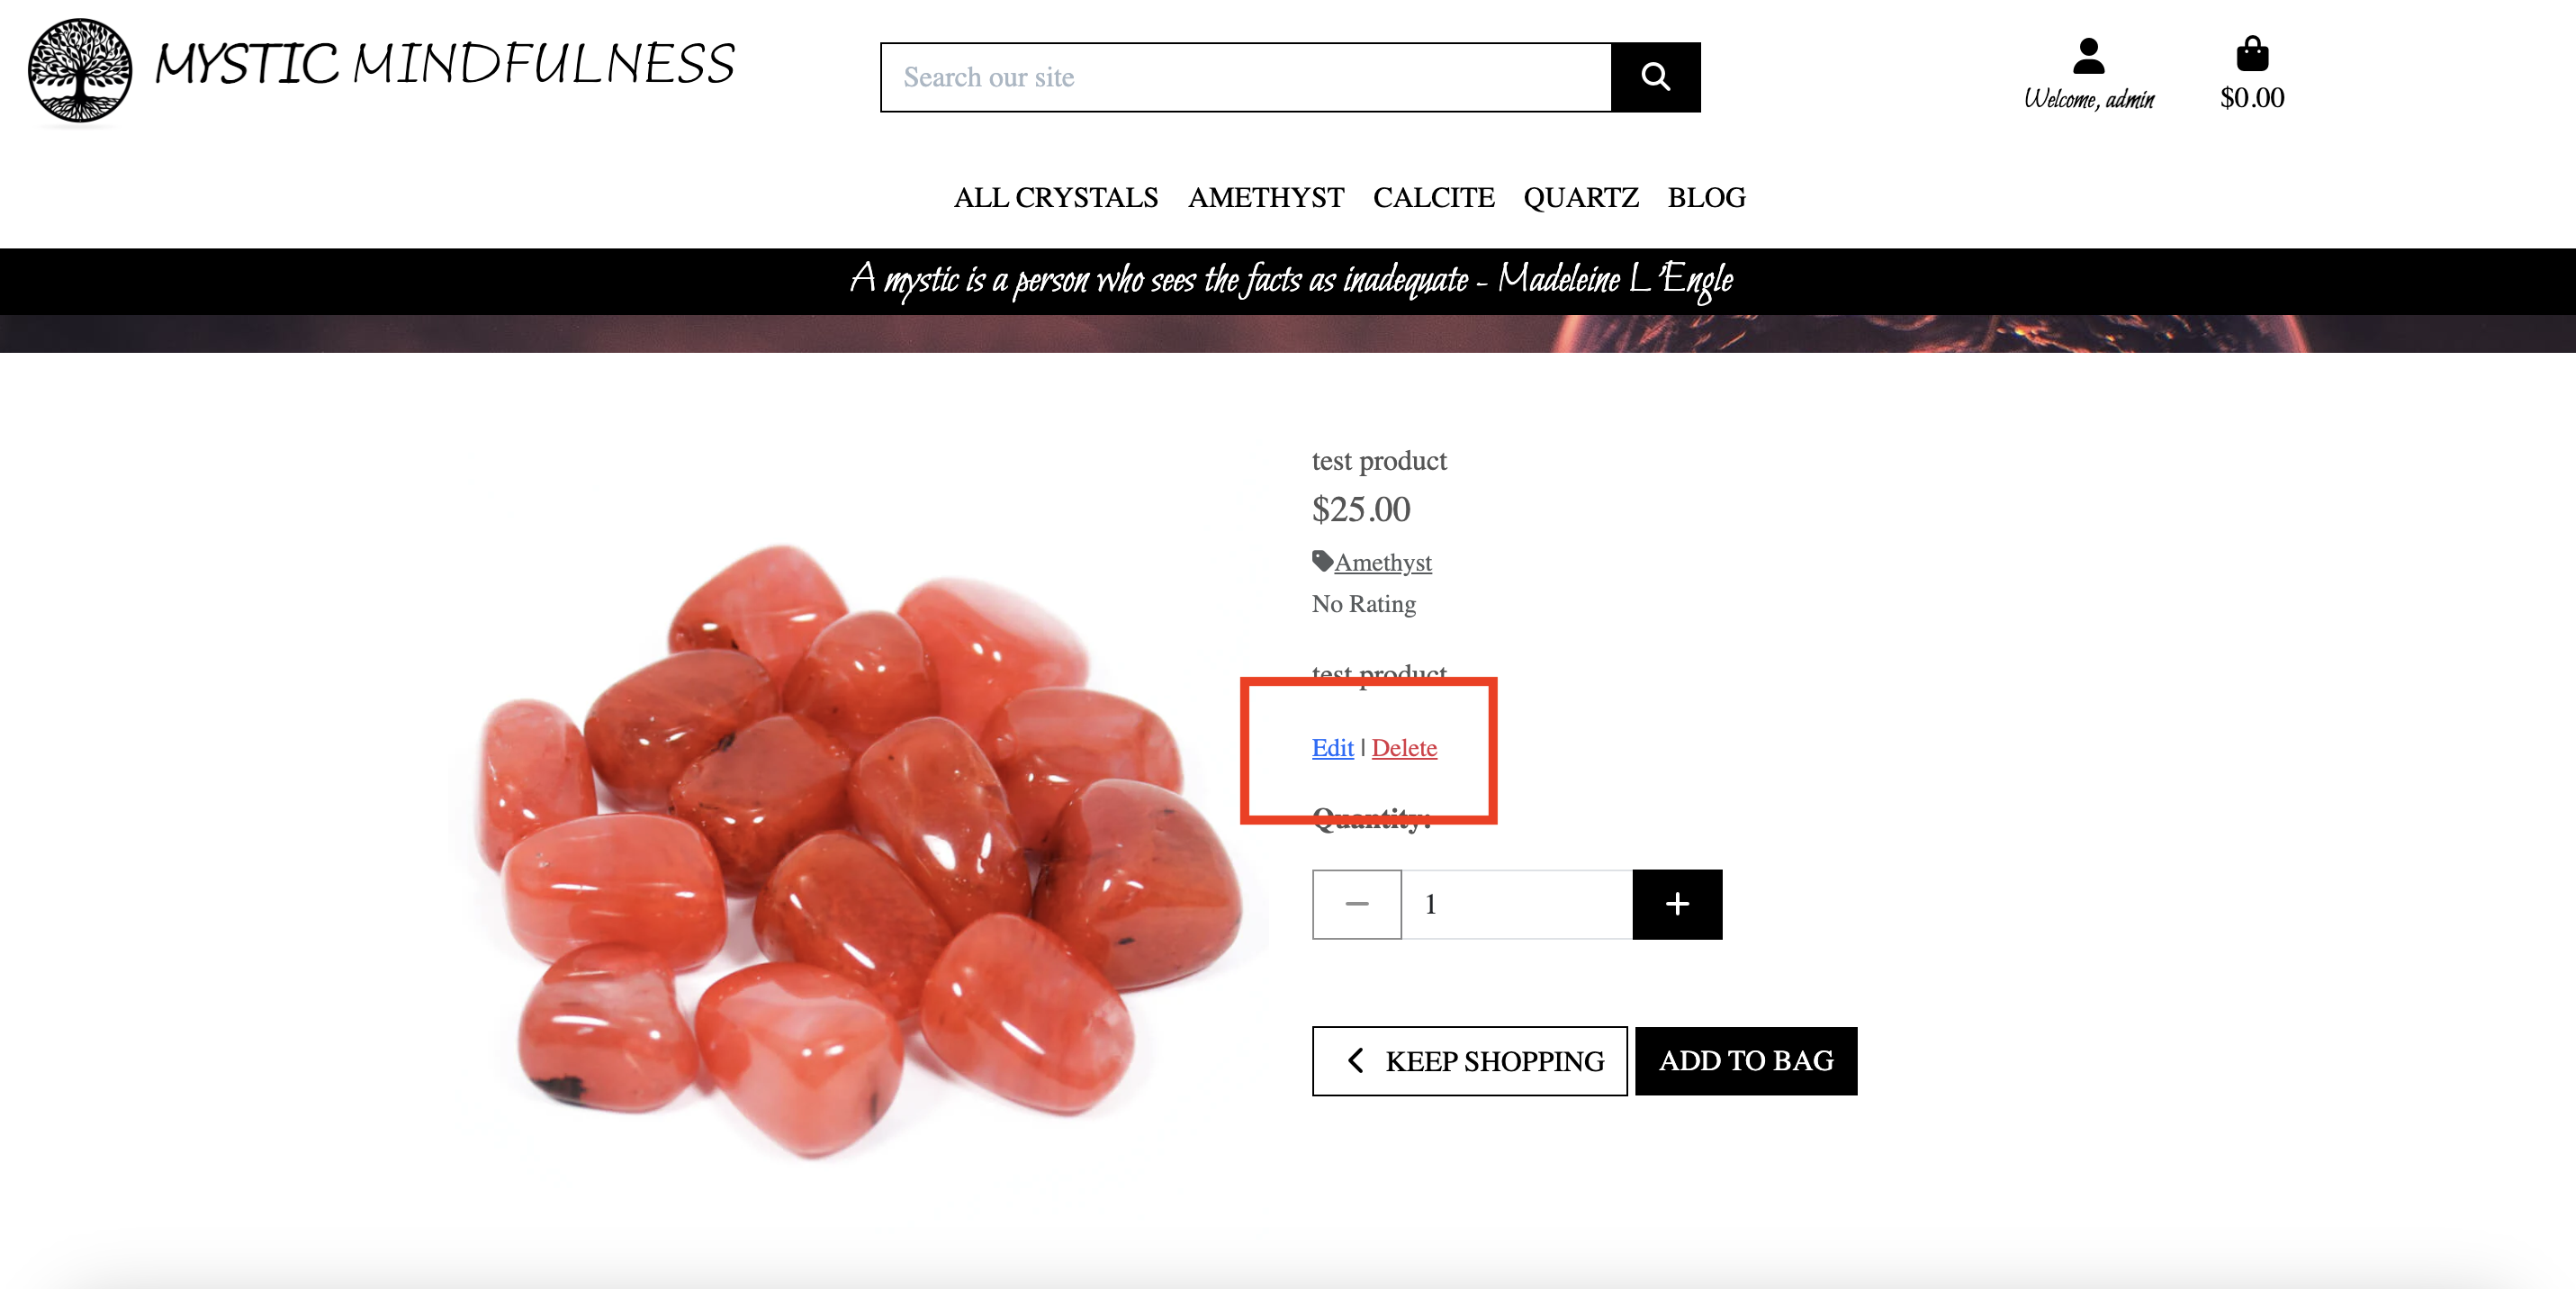 MYSTIC MINDFULNESS
Search our site
Welcome, admin
$0.00
ALL CRYSTALS AMETHYST CALCITE QUARTZ BLOG
A mystic is a person who sees the facts as inadequate - Madeleine L'Engle
test product
$25.00
Amethyst
No Rating
test product
Edit | Delete
Quantity:
1
KEEP SHOPPING ADD TO BAG